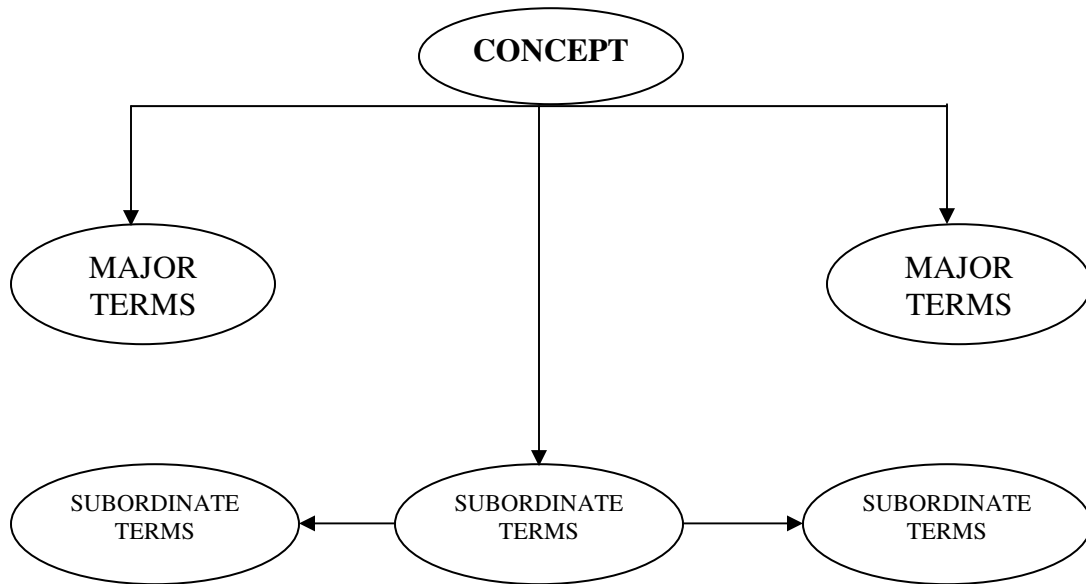 CONCEPT
MAJOR
TERMS
MAJOR
TERMS
SUBORDINATE
TERMS
SUBORDINATE
TERMS
SUBORDINATE
TERMS